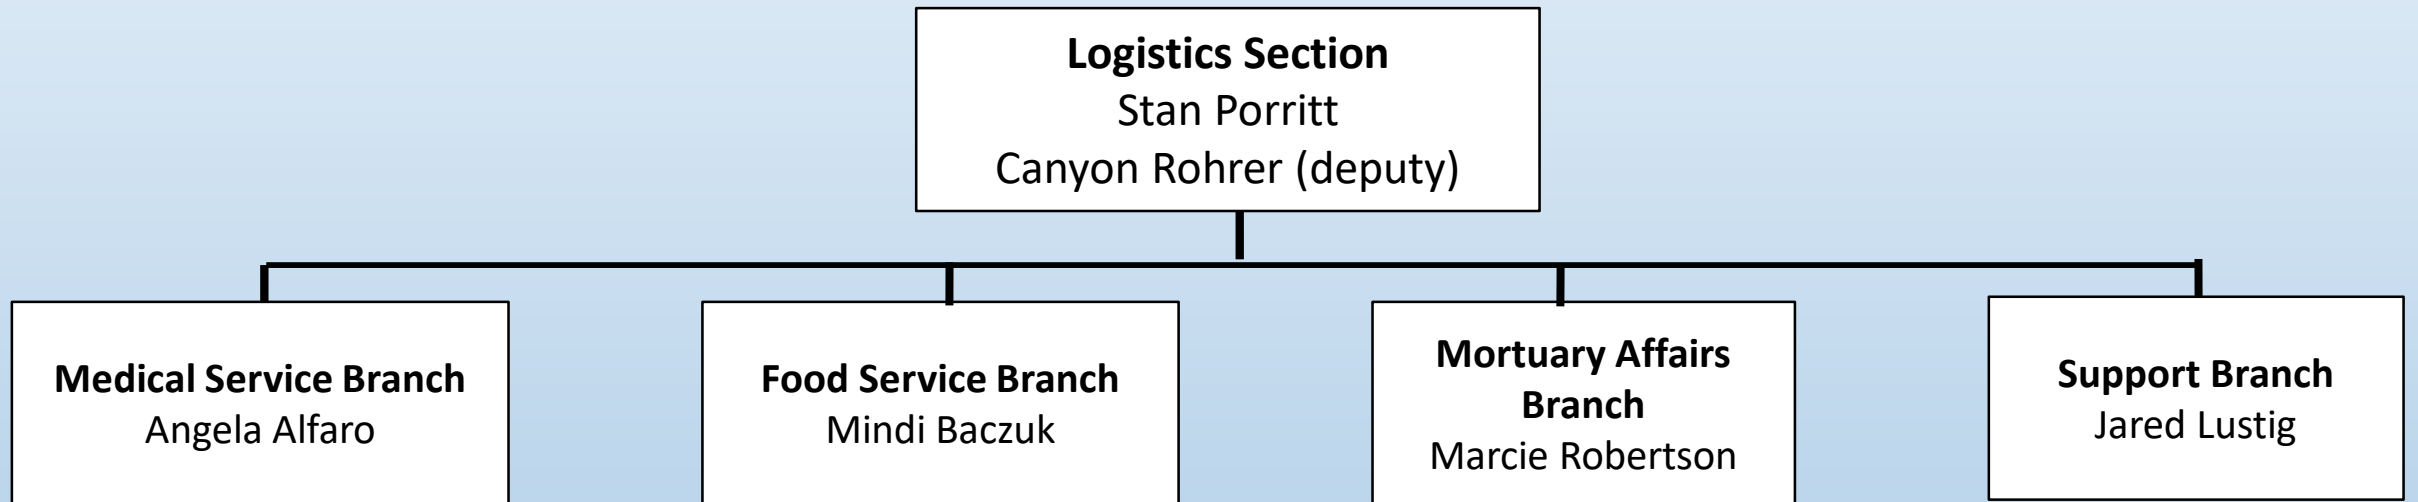 Logistics Section
Stan Porritt
Canyon Rohrer (deputy)
Medical Service Branch
Angela Alfaro
Food Service Branch
Mindi Baczuk
Mortuary Affairs
Branch
Marcie Robertson
Support Branch
Jared Lustig